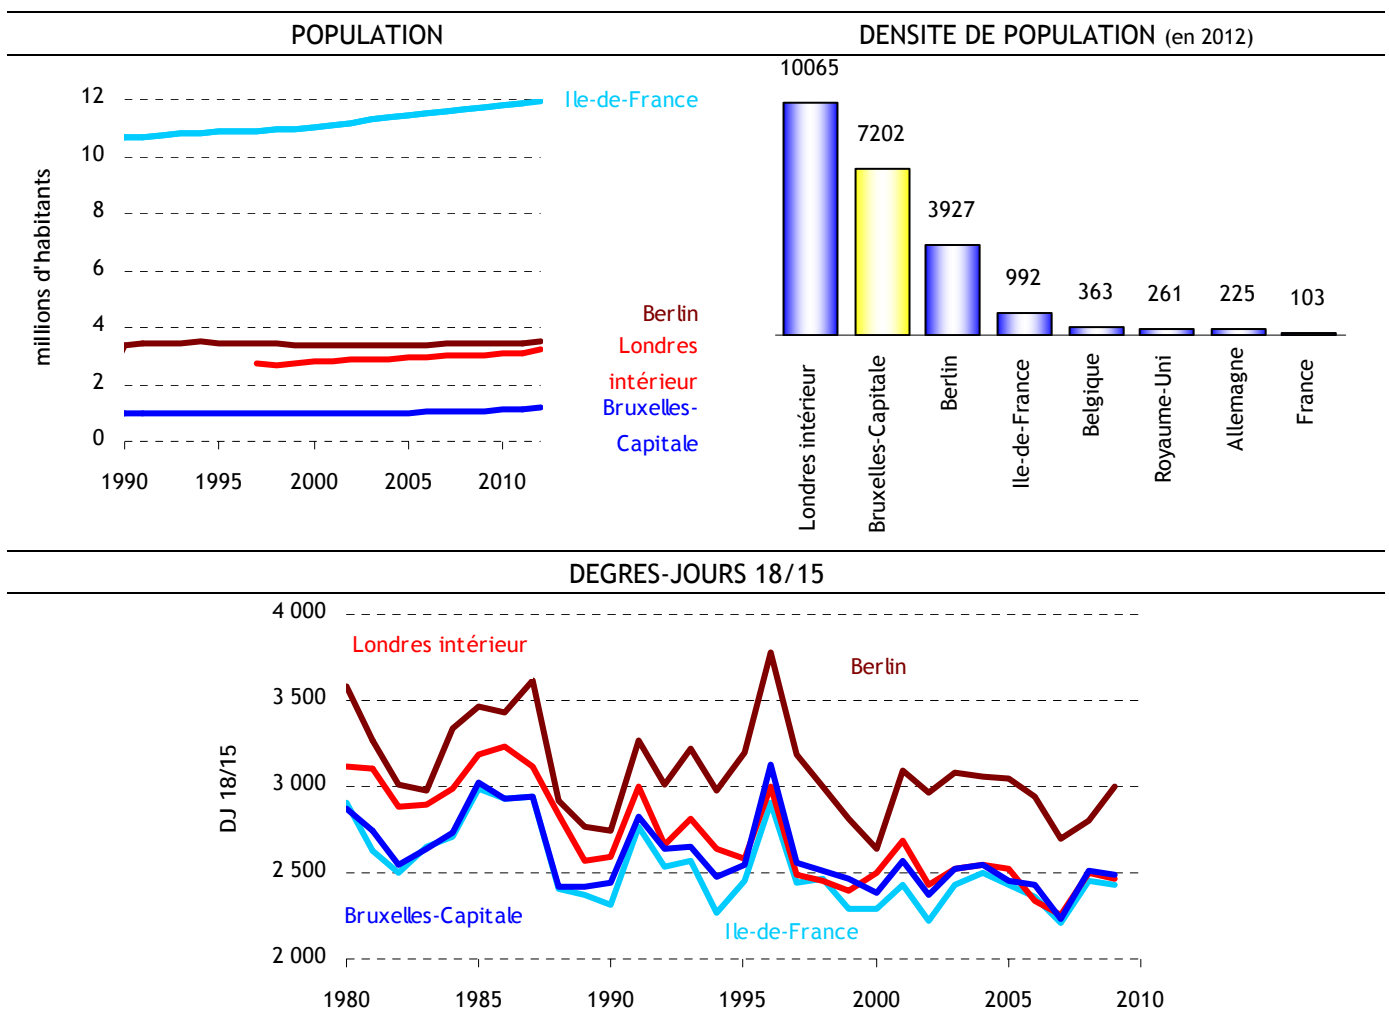 POPULATION
millions d'habitants
12
10
8
6
4
2
0
1990 1995 2000 2005 2010
Ile-de-France
Berlin
Londres
intérieur
Bruxelles-
Capitale
DENSITE DE POPULATION (en 2012)
10065
7202
3927
992
363
261
225
103
Londres intérieur
Bruxelles-Capitale
Berlin
Ile-de-France
Belgique
Royaume-Uni
Allemagne
France
DEGRES-JOURS 18/15
DJ 18/15
4 000
3 500
3 000
2 500
2 000
Londres intérieur
Berlin
Bruxelles-Capitale
Ile-de-France
1980 1985 1990 1995 2000 2005 2010